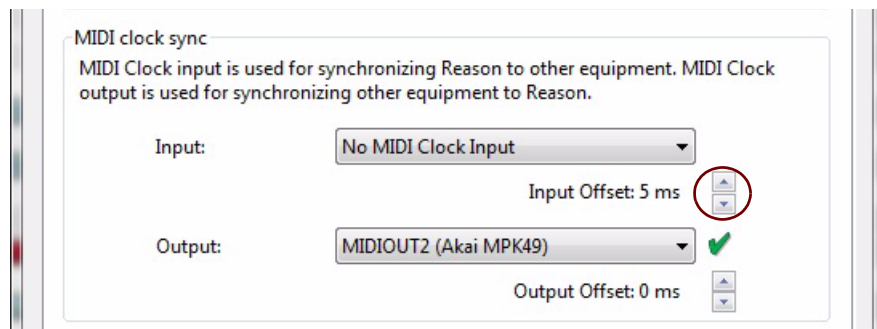 MIDI clock sync
MIDI Clock input is used for synchronizing Reason to other equipment. MIDI Clock
output is used for synchronizing other equipment to Reason.
Input:
No MIDI Clock Input
Input Offset: 5 ms
Output:
MIDIOUT2 (Akai MPK49)
Output Offset: 0 ms